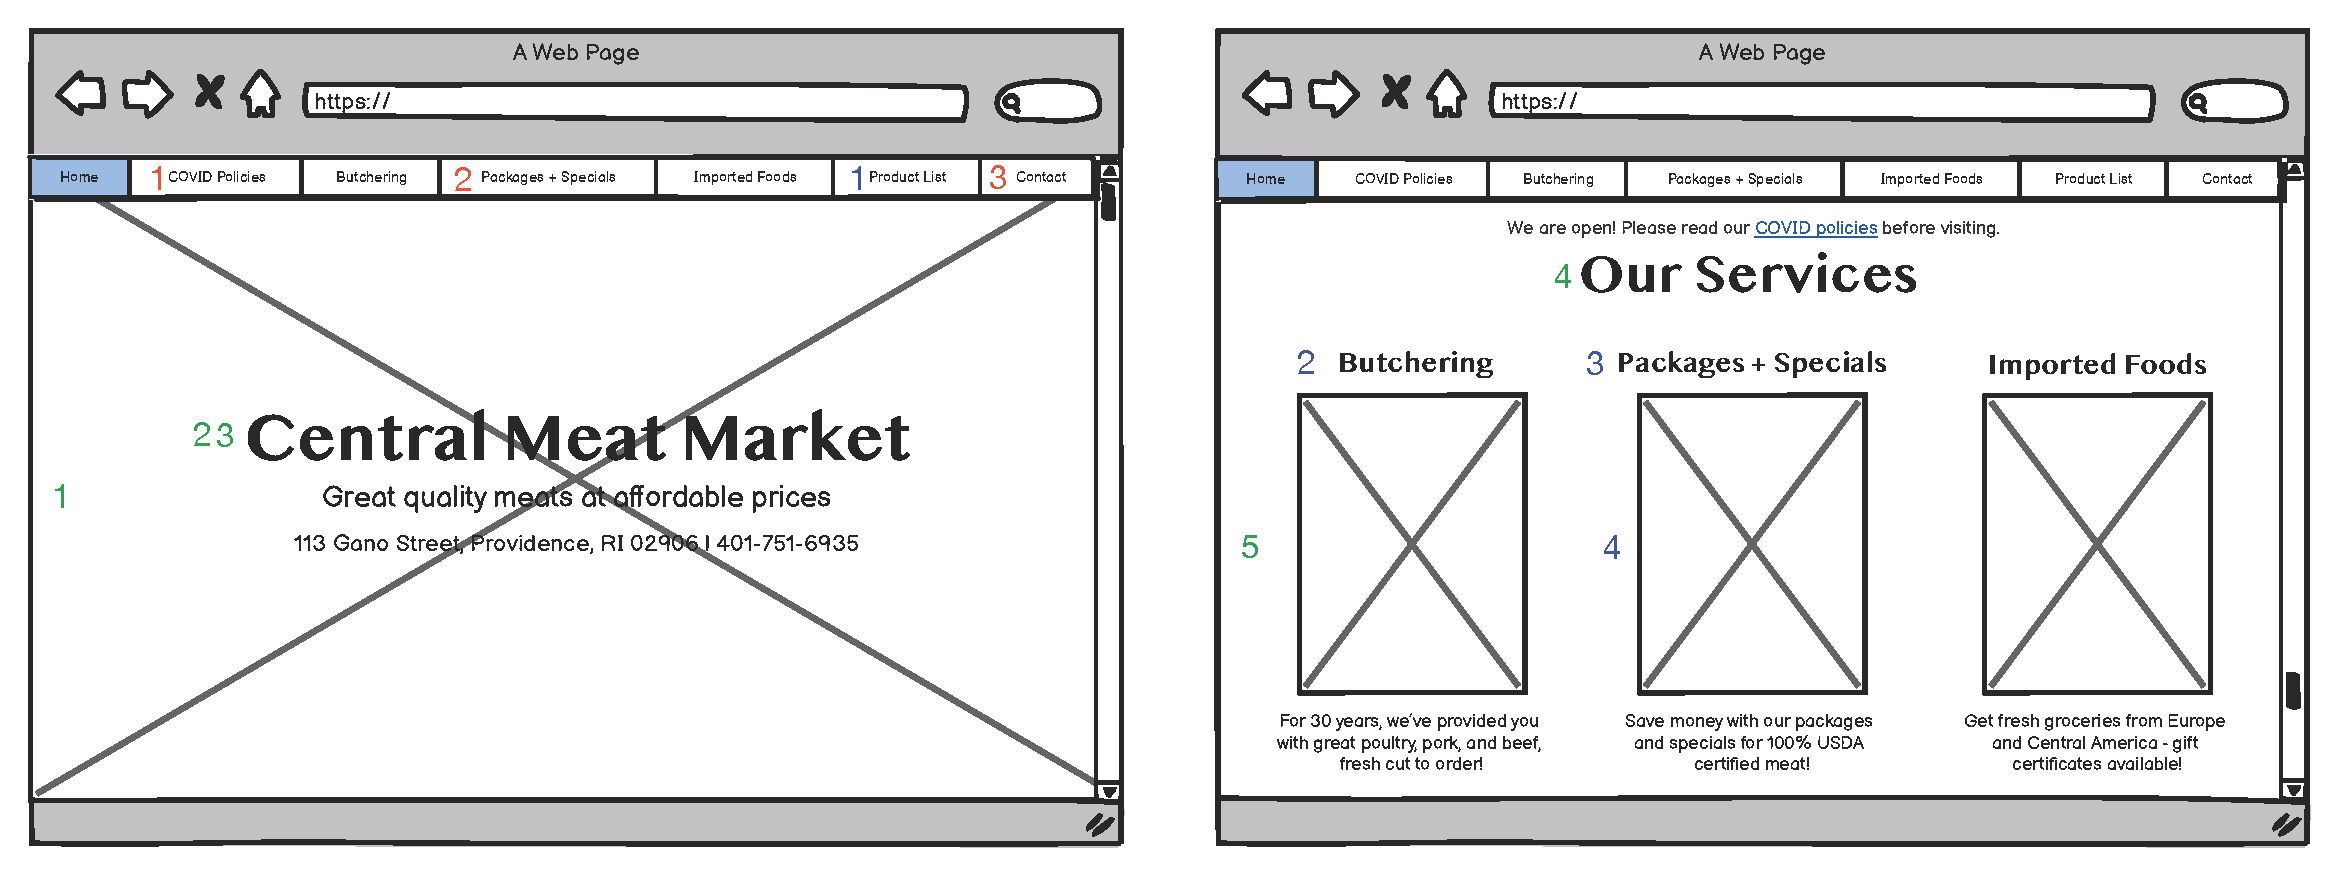 A Web Page
https://
Home 1 COVID Policies Butchering 2 Packages + Specials Imported Foods 1 Product List 3 Contact
23 Central Meat Market
1 Great quality meats at affordable prices
113 Gano Street, Providence, RI 02906 | 401-751-6935
A Web Page
https://
Home COVID Policies Butchering Packages + Specials Imported Foods Product List Contact
We are open! Please read our COVID policies before visiting.
4 Our Services
2 Butchering
3 Packages + Specials
Imported Foods
5
4
For 30 years, we've provided you
with great poultry, pork, and beef,
fresh cut to order!
Save money with our packages
and specials for 100% USDA
certified meat!
Get fresh groceries from Europe
and Central America - gift
certificates available!